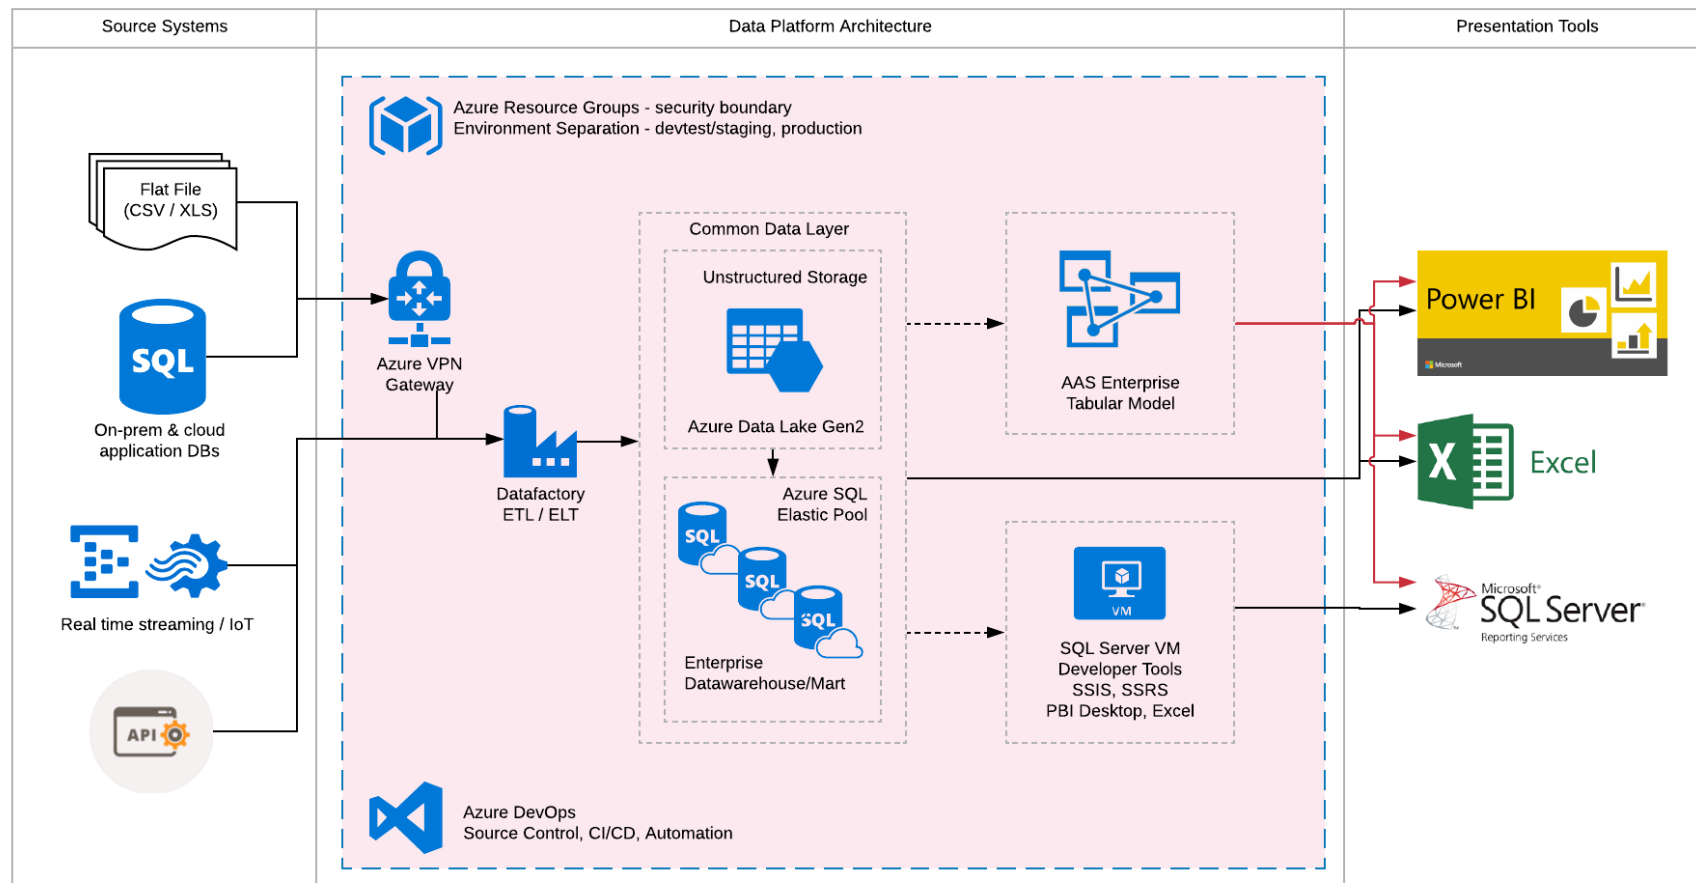 Source Systems
Data Platform Architecture
Presentation Tools
Azure Resource Groups - security boundary
Environment Separation - devtest/staging, production
Flat File
(CSV / XLS)
SQL
On-prem & cloud
application DBs
Real time streaming / IoT
API
Azure VPN
Gateway
Datafactory
ETL / ELT
Common Data Layer
Unstructured Storage
Azure Data Lake Gen2
Azure SQL
Elastic Pool
SQL
SQL
SQL
Enterprise
Datawarehouse/Mart
AAS Enterprise
Tabular Model
VM
SQL Server VM
Developer Tools
SSIS, SSRS
PBI Desktop, Excel
Azure DevOps
Source Control, CI/CD, Automation
Power BI
Microsoft
X
Excel
Microsoft®
SQL Server®
Reporting Services